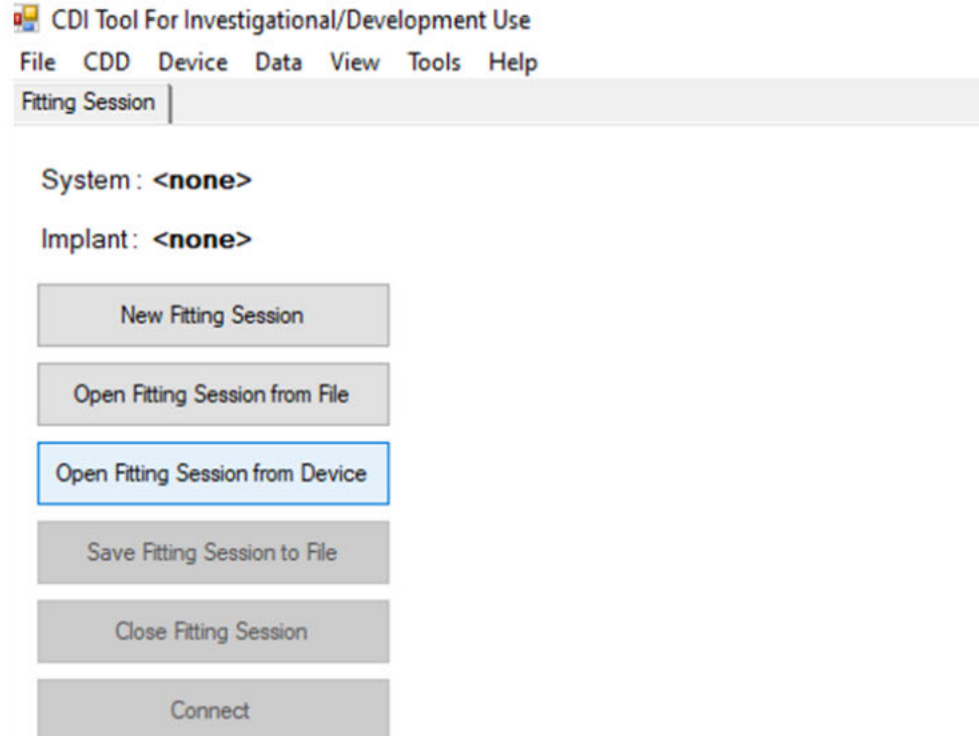 CDI Tool For Investigational/Development Use
File CDD Device Data View Tools Help
Fitting Session
System : <none>
Implant : <none>
New Fitting Session
Open Fitting Session from File
Open Fitting Session from Device
Save Fitting Session to File
Close Fitting Session
Connect